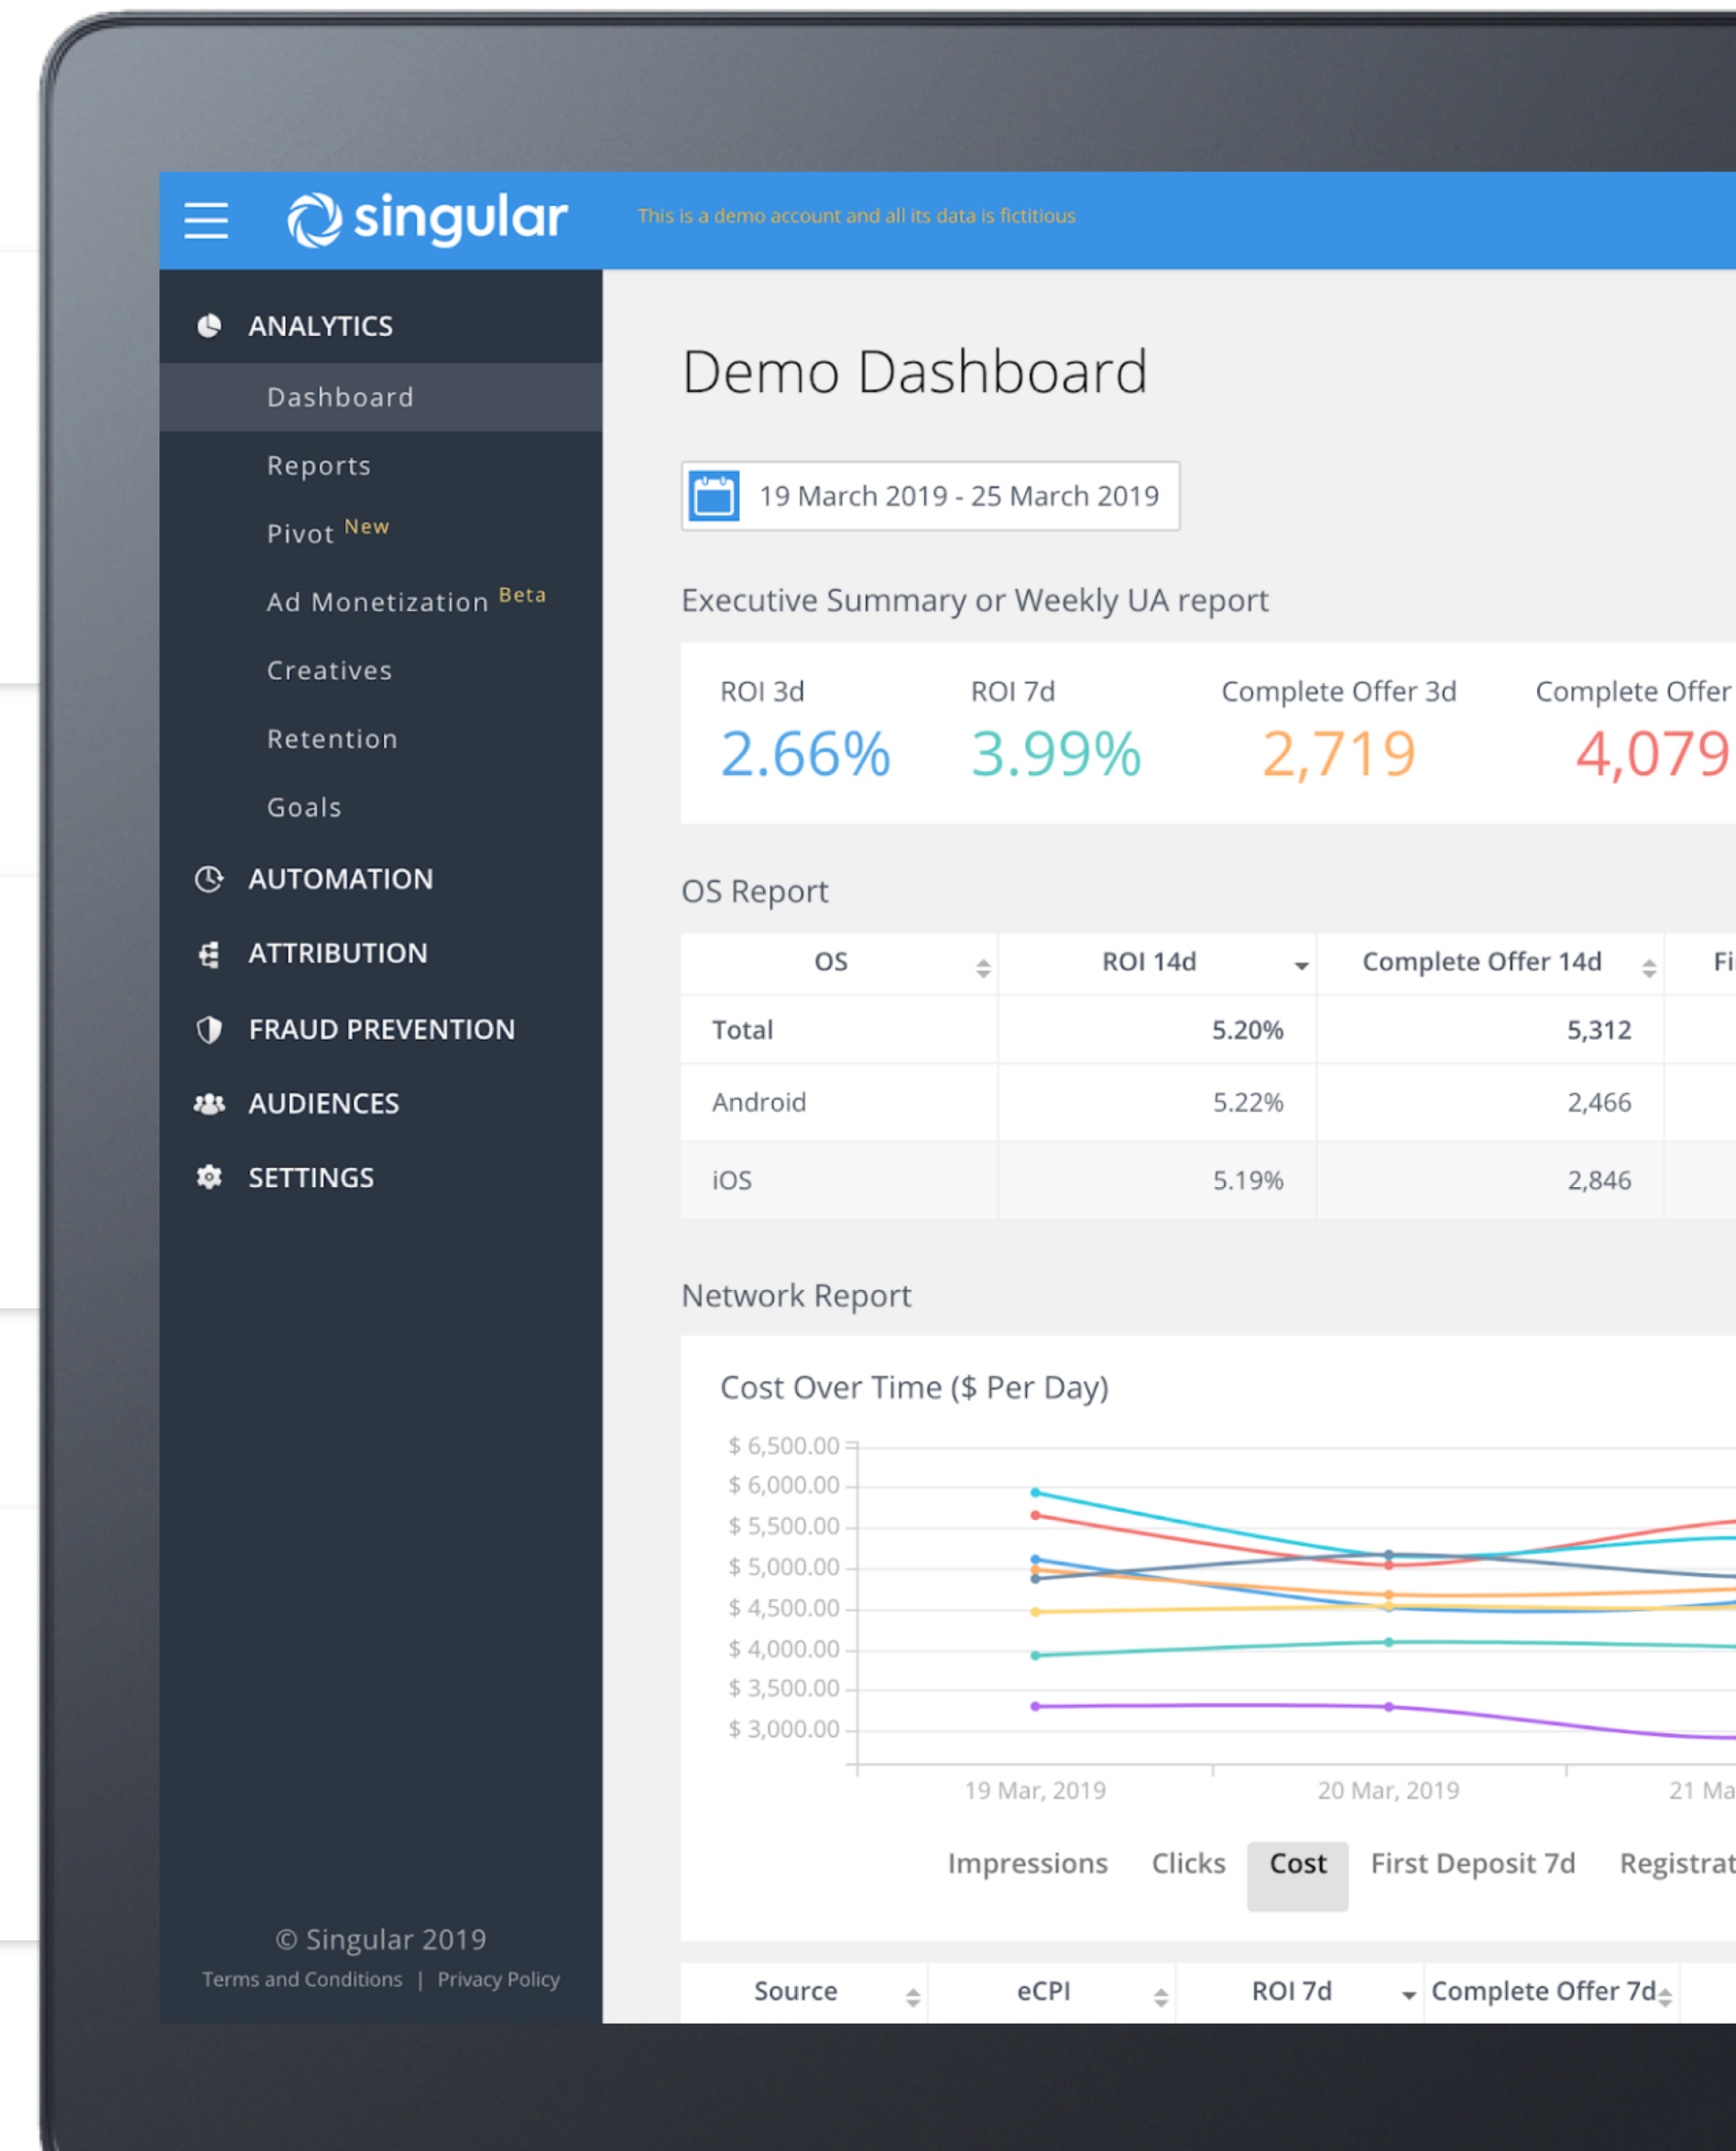 singular
This is a demo account and all its data is fictitious
ANALYTICS
Dashboard
Reports
Pivot New
Ad Monetization Beta
Creatives
Retention
Goals
AUTOMATION
ATTRIBUTION
FRAUD PREVENTION
AUDIENCES
SETTINGS
© Singular 2019
Terms and Conditions | Privacy Policy
Demo Dashboard
19 March 2019 - 25 March 2019
Executive Summary or Weekly UA report
ROI 3d ROI 7d Complete Offer 3d Complete Offer
2.66% 3.99% 2,719 4,079
OS Report
OS ROI 14d Complete Offer 14d Fi
Total 5.20% 5,312
Android 5.22% 2,466
iOS 5.19% 2,846
Network Report
Cost Over Time ($ Per Day)
$ 6,500.00
$ 6,000.00
$ 5,500.00
$ 5,000.00
$ 4,500.00
$ 4,000.00
$ 3,500.00
$ 3,000.00
19 Mar, 2019 20 Mar, 2019 21 Ma
Impressions Clicks Cost First Deposit 7d Registrat
Source eCPI ROI 7d Complete Offer 7d